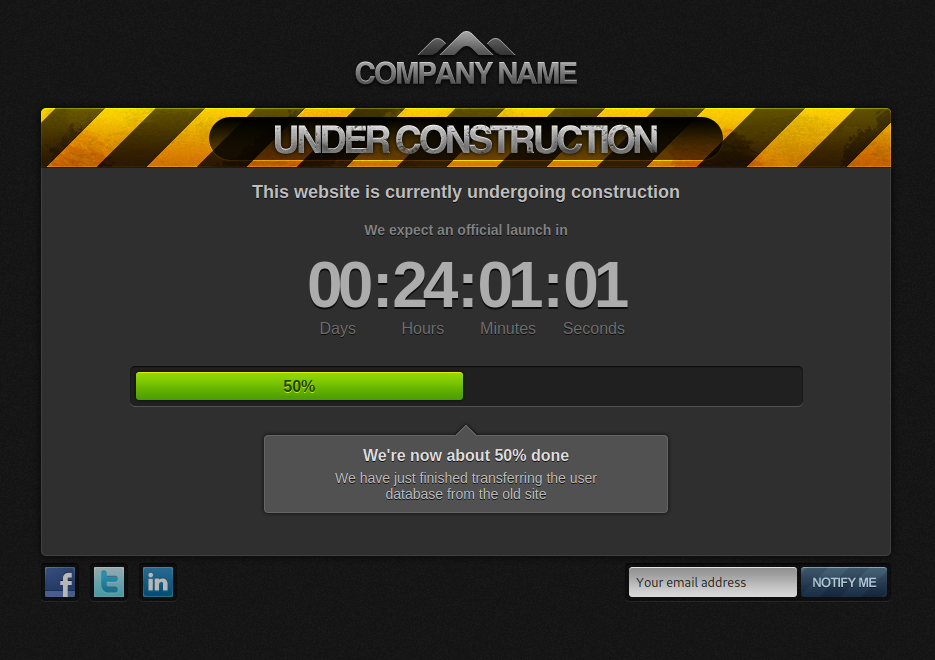 COMPANY NAME
UNDER CONSTRUCTION
This website is currently undergoing construction
We expect an official launch in
00:24:01:01
Days Hours Minutes Seconds
50%
We're now about 50% done
We have just finished transferring the user
database from the old site
f t in
Your email address NOTIFY ME